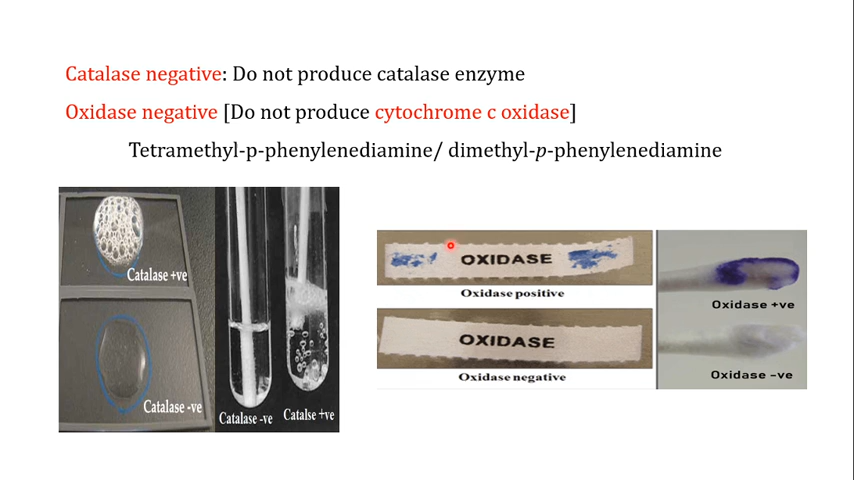 Catalase negative: Do not produce catalase enzyme
Oxidase negative [Do not produce cytochrome c oxidase]
Tetramethyl-p-phenylenediamine/ dimethyl-p-phenylenediamine
Catalase +ve
Catalase -ve
Catalase -ve
Catalse +ve
OXIDASE
Oxidase positive
OXIDASE
Oxidase negative
Oxidase +ve
Oxidase -ve